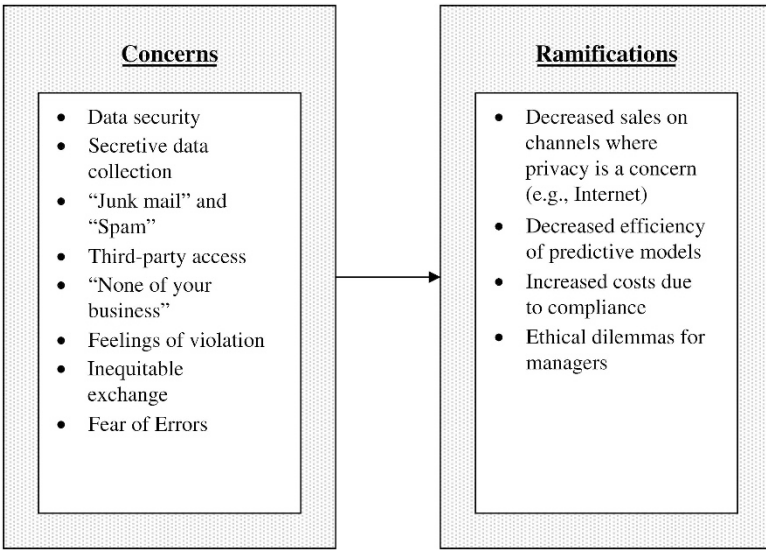 Concerns
• Data security
• Secretive data
collection
• “Junk mail” and
“Spam”
• Third-party access
• “None of your
business”
• Feelings of violation
• Inequitable
exchange
• Fear of Errors
Ramifications
• Decreased sales on
channels where
privacy is a concern
(e.g., Internet)
• Decreased efficiency
of predictive models
• Increased costs due
to compliance
• Ethical dilemmas for
managers